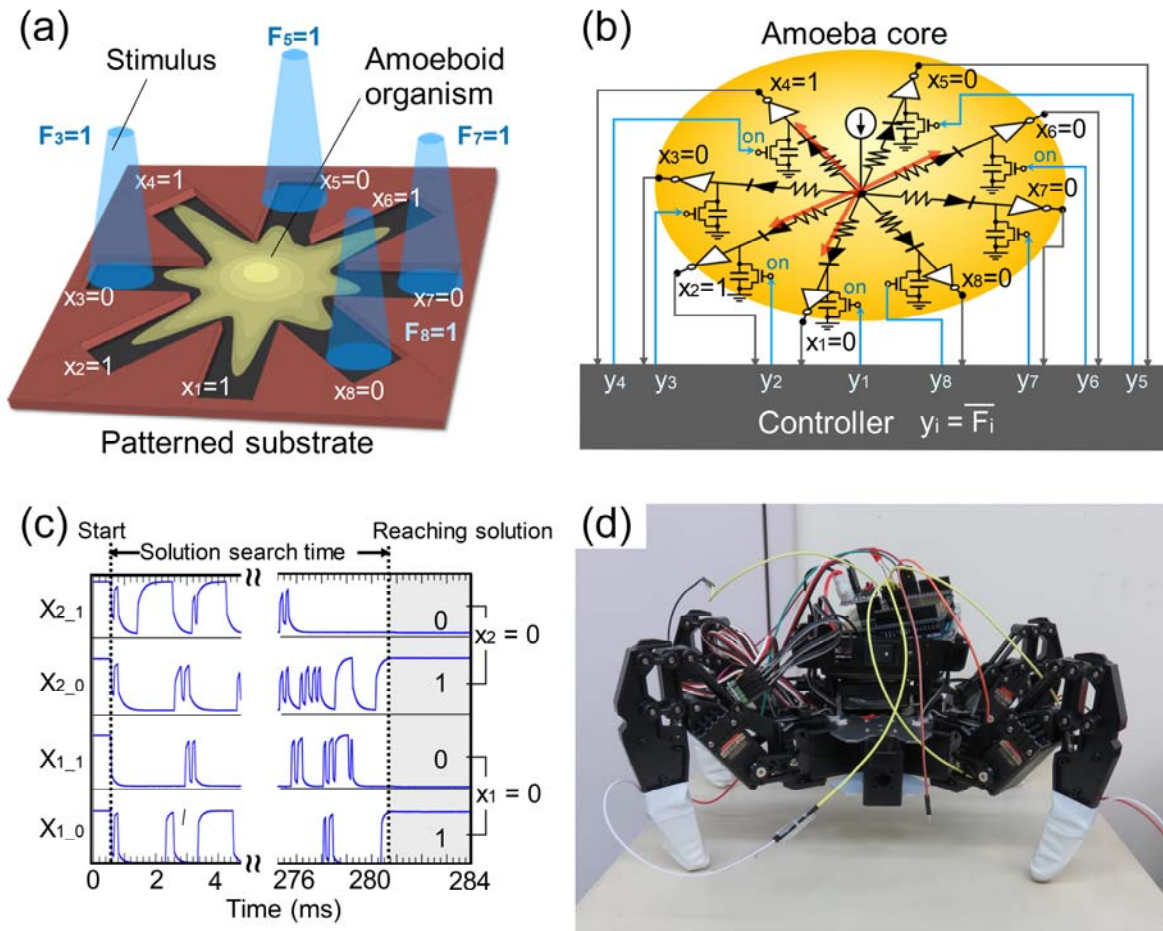 (a)
F5=1
Stimulus
Amoeboid
organism
F3=1
F7=1
x4=1
x5=0
x6=1
x3=0
x7=0
F8=1
x2=1
x1=1
x8=0
Patterned substrate
(b)
Amoeba core
x4=1
x5=0
x6=0
on
on
x3=0
x7=0
on
on
x2=1
x8=0
x1=0
y4 y3 y2 y1 y8 y7 y6 y5
Controller yi = Fi
(c)
Start
Reaching solution
Solution search time
X2_1
0
x2 = 0
X2_0
1
X1_1
0
x1 = 0
X1_0
1
0 2 4 276 280 284
Time (ms)
(d)